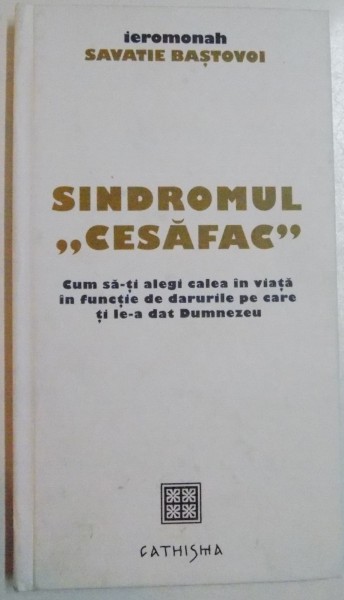 ieromonah
SAVATIE BAȘTOVOI
SINDROMUL
„CESĂFAC”
Cum să-ți alegi calea în viață
în funcție de darurile pe care
ți le-a dat Dumnezeu
CATHISMA